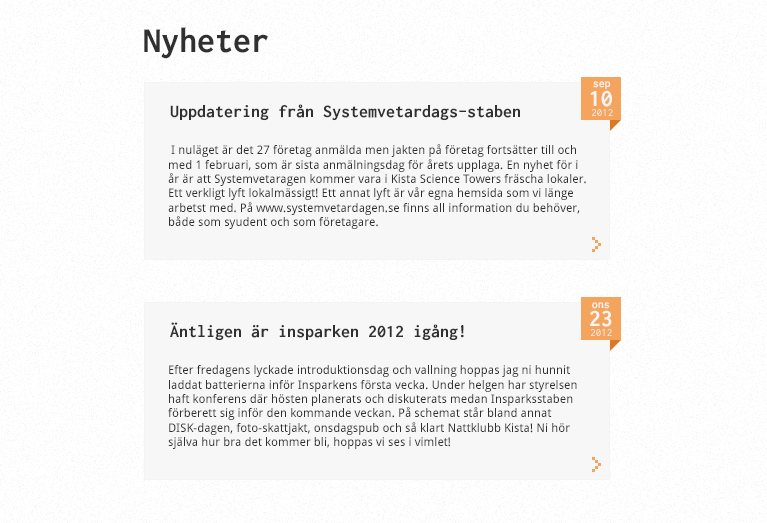 Nyheter
sep
10
2012
Uppdatering från Systemvetardags-staben
I nuläget är det 27 företag anmälda men jakten på företag fortsätter till och
med 1 februari, som är sista anmälningsdag för årets upplaga. En nyhet för i
år är att Systemvetaragen kommer vara i Kista Science Towers fräscha lokaler.
Ett verkligt lyft lokalmässigt! Ett annat lyft är vår egna hemsida som vi länge
arbetst med. På www.systemvetardagen.se finns all information du behöver,
både som syudent och som företagare.
ons
23
2012
Äntligen är insparken 2012 igång!
Efter fredagens lyckade introduktionsdag och vallning hoppas jag ni hunnit
laddat batterierna inför Insparkens första vecka. Under helgen har styrelsen
haft konferens där hösten planerats och diskuterats medan Insparksstaben
förberett sig inför den kommande veckan. På schemat står bland annat
DISK-dagen, foto-skattjakt, onsdagspub och så klart Nattklubb Kista! Ni hör
själva hur bra det kommer bli, hoppas vi ses i vimlet!